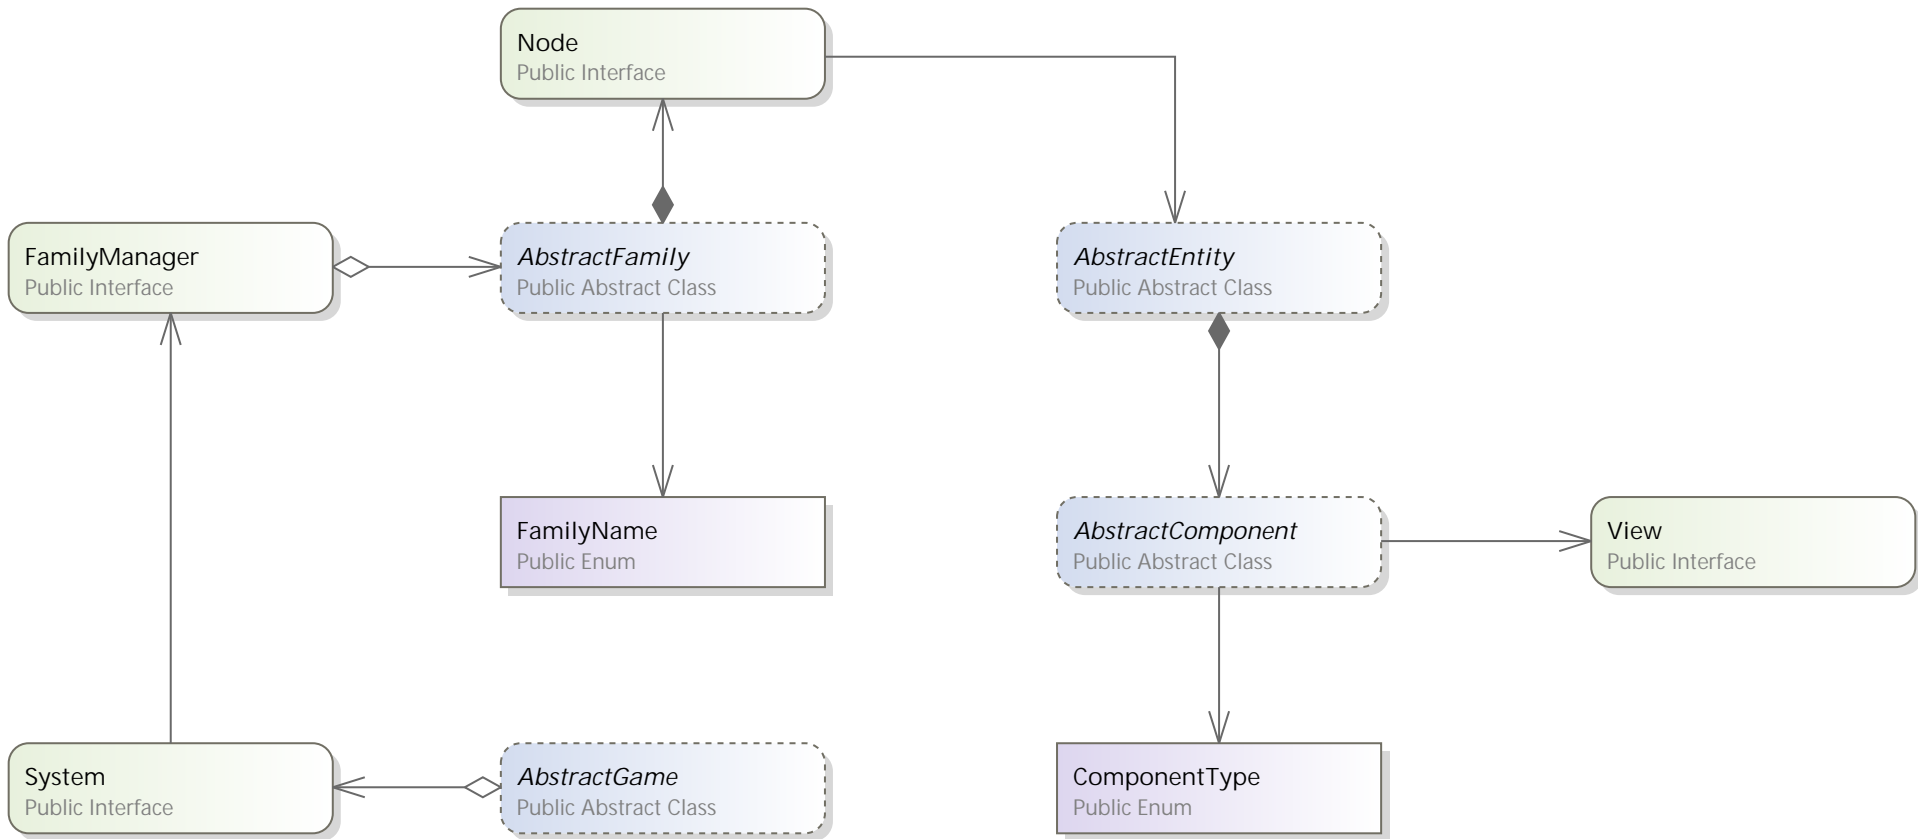 Node
Public Interface
FamilyManager
Public Interface
AbstractFamily
Public Abstract Class
AbstractEntity
Public Abstract Class
FamilyName
Public Enum
AbstractComponent
Public Abstract Class
View
Public Interface
System
Public Interface
AbstractGame
Public Abstract Class
ComponentType
Public Enum